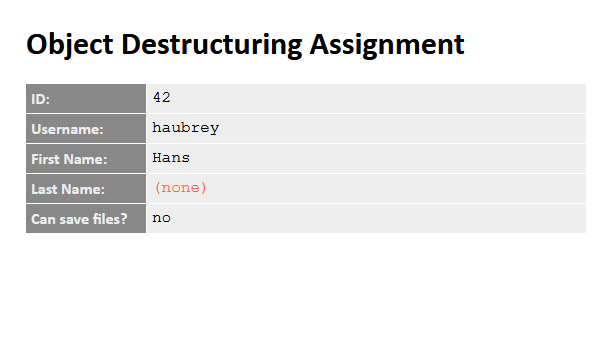 Object Destructuring Assignment
ID: 42
Username: haubrey
First Name: Hans
Last Name: (none)
Can save files? no